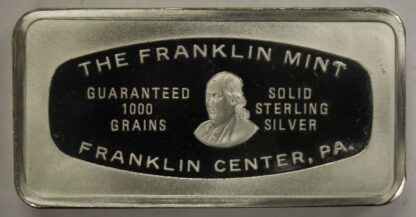 THE FRANKLIN MINT
GUARANTEED
1000
GRAINS
SOLID
STERLING
SILVER
FRANKLIN CENTER, PA.